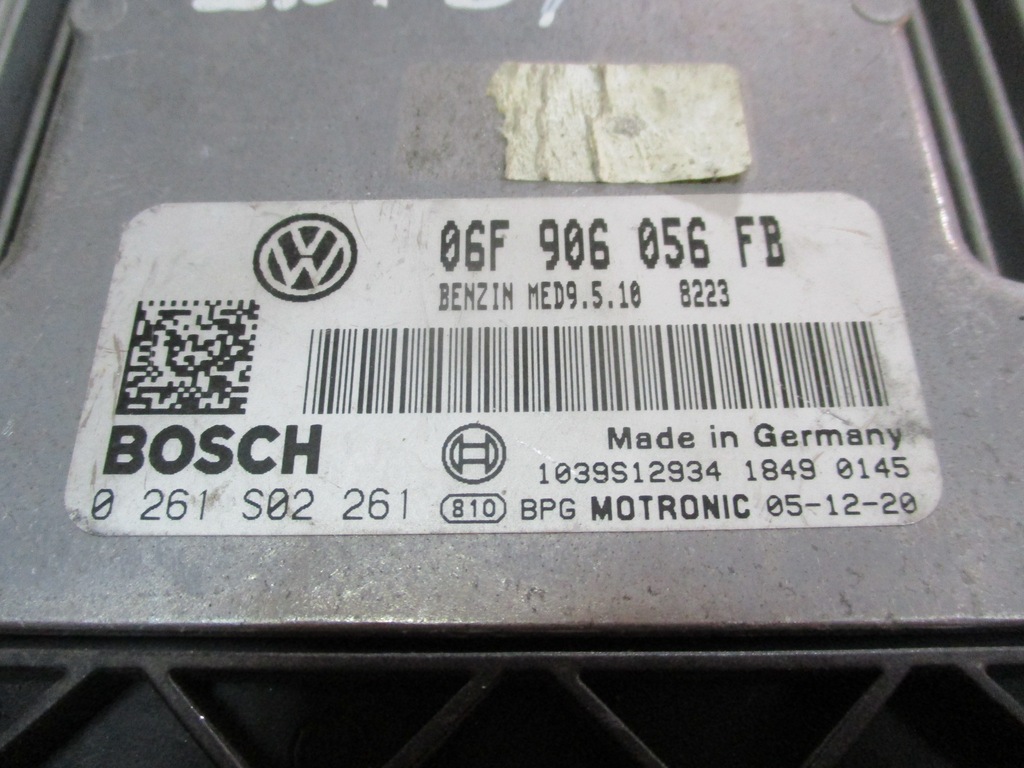 06F 906 056 FB
BENZIN MED9.5.10 8223
BOSCH
Made in Germany
1039S12934 1849 0145
0 261 S02 261 810 BPG MOTRONIC 05-12-20